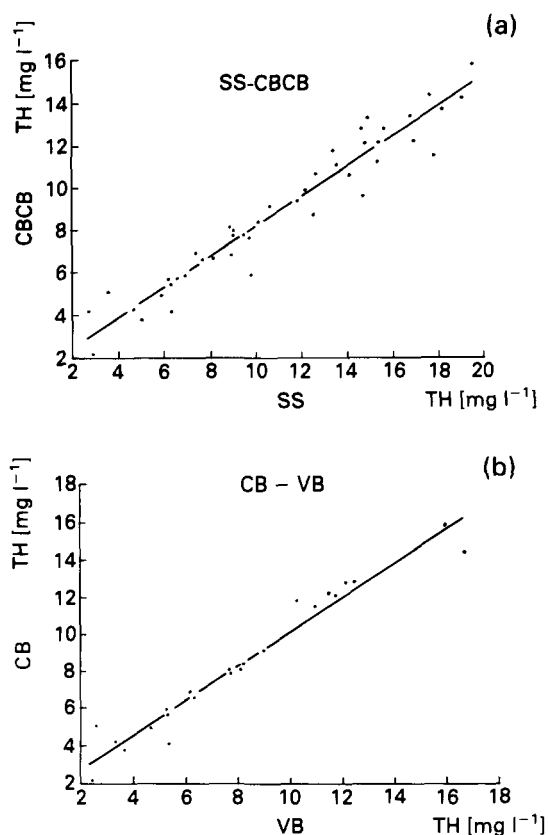 (a)
SS-CBCB
TH [mg l⁻¹]
CBCB
16
14
12
10
8
6
4
2
2 4 6 8 10 12 14 16 18 20
SS TH [mg l⁻¹]
(b)
CB – VB
TH [mg l⁻¹]
CB
18
16
14
12
10
8
6
4
2
2 4 6 8 10 12 14 16 18
VB TH [mg l⁻¹]